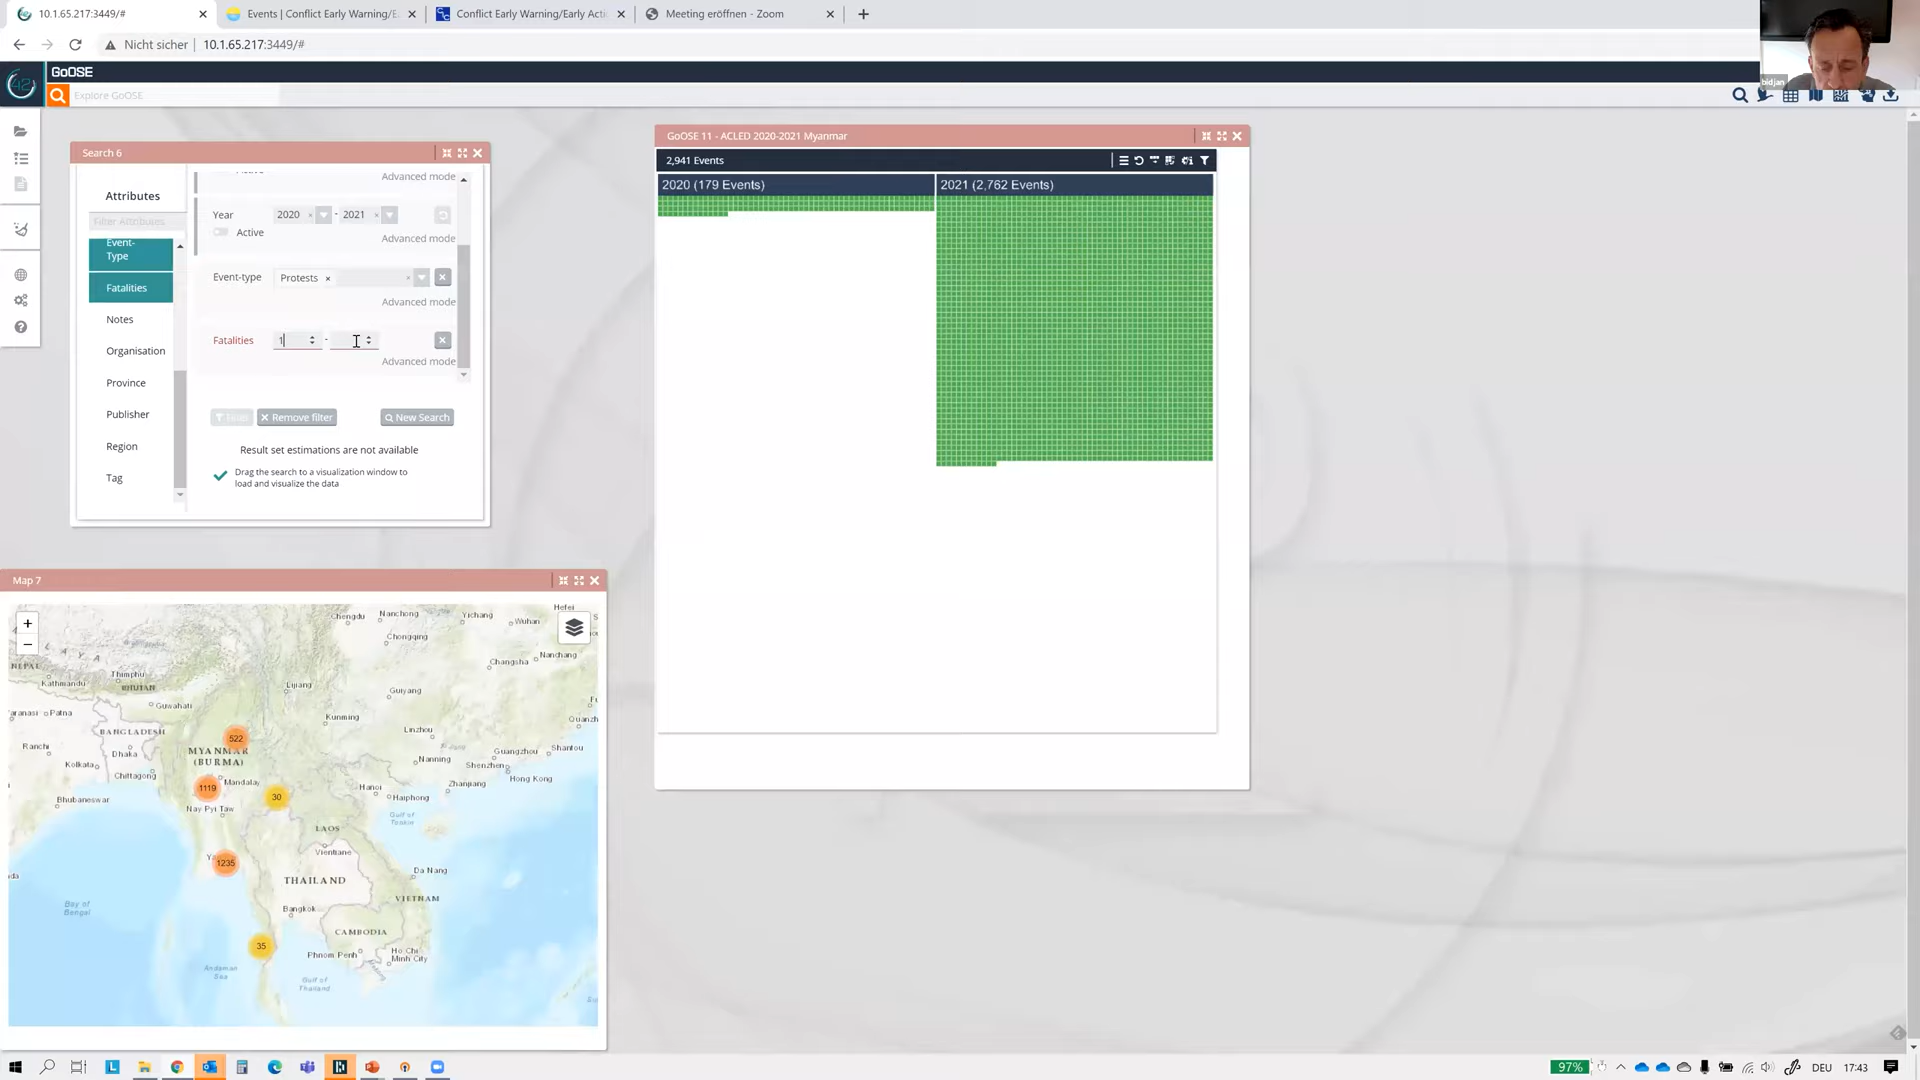 10.1.65.217:3449/#
Events | Conflict Early Warning/E
Conflict Early Warning/Early Acti
Meeting eröffnen - Zoom
Nicht sicher
10.1.65.217:3449/#
bidjan
GoOSE
Explore GoOSE
Search 6
Attributes
Filter Attributes
Event-
Type
Fatalities
Notes
Organisation
Province
Publisher
Region
Tag
Advanced mode
Year
2020
-
2021
Active
Advanced mode
Event-type
Protests
Advanced mode
Fatalities
1
-
Advanced mode
Remove filter
New Search
Result set estimations are not available
Drag the search to a visualization window to
load and visualize the data
GoOSE 11 - ACLED 2020-2021 Myanmar
2,941 Events
2020 (179 Events)
2021 (2,762 Events)
Map 7
+
−
Hefei
Chengdu
Nanchong
Yichang
Wuhan
Chongqing
Nanchang
Changsha
NEPAL
Kathmandu
Thimphu
BHUTAN
Lijiang
Guiyang
Guwahati
Patna
Kunming
BANGLADESH
522
Liuzhou
Ranchi
Dhaka
MYANMAR
(BURMA)
Guangzhou
Shantou
Kolkata
Nanning
Shenzhen
Chittagong
1119
Mandalay
Hong Kong
Hanoi
Zhanjiang
30
Haiphong
Bhubaneswar
Nay Pyi Taw
Gulf of
Tonkin
LAOS
1235
Vientiane
Da Nang
THAILAND
VIETNAM
Bay of
Bengal
Bangkok
CAMBODIA
35
Phnom Penh
Ho Chi
Minh City
Andaman
Sea
Gulf of
Thailand
97%
DEU
17:43